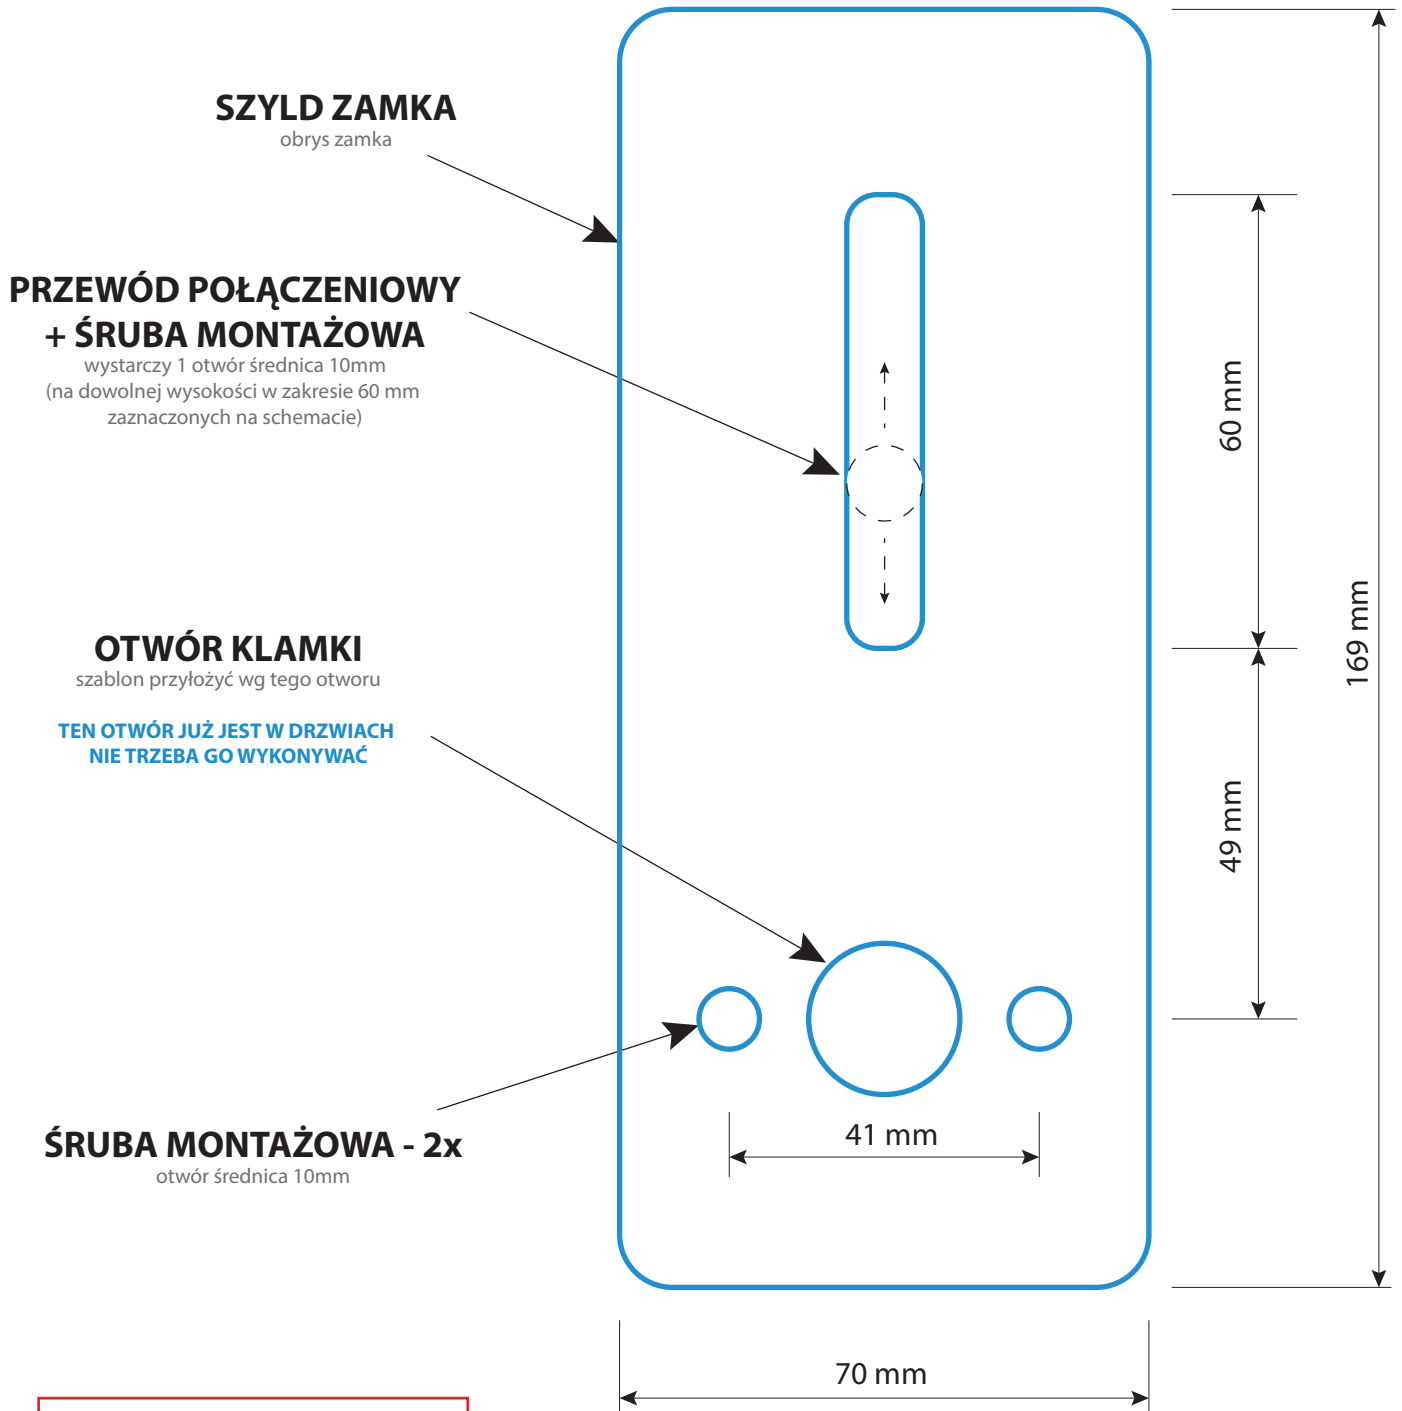 SZYLD ZAMKA
obrys zamka
PRZEWÓD POŁĄCZENIOWY
+ ŚRUBA MONTAŻOWA
wystarczy 1 otwór średnica 10mm
(na dowolnej wysokości w zakresie 60 mm
zaznaczonych na schemacie)
60 mm
169 mm
OTWÓR KLAMKI
szablon przyłożyć wg tego otworu
TEN OTWÓR JUŻ JEST W DRZWIACH
NIE TRZEBA GO WYKONYWAĆ
49 mm
41 mm
ŚRUBA MONTAŻOWA - 2x
otwór średnica 10mm
70 mm